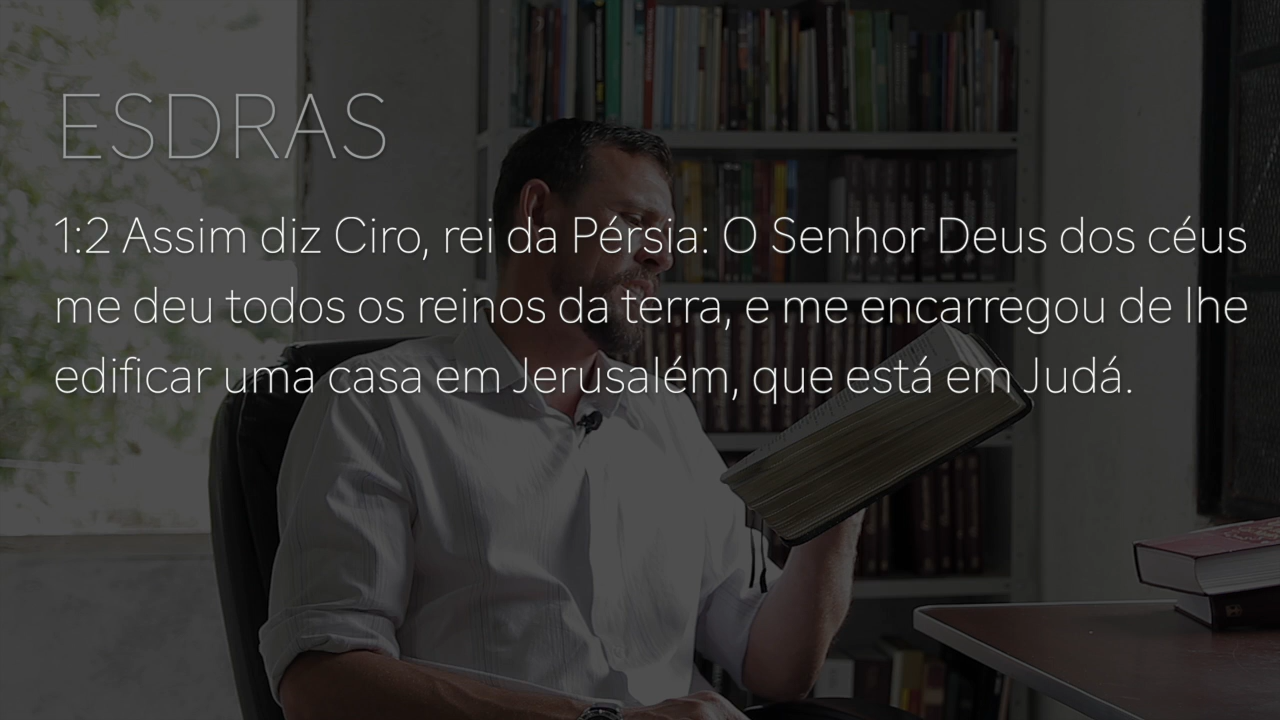 ESDRAS
1:2 Assim diz Ciro, rei da Pérsia: O Senhor Deus dos céus
me deu todos os reinos da terra, e me encarregou de lhe
edificar uma casa em Jerusalém, que está em Judá.